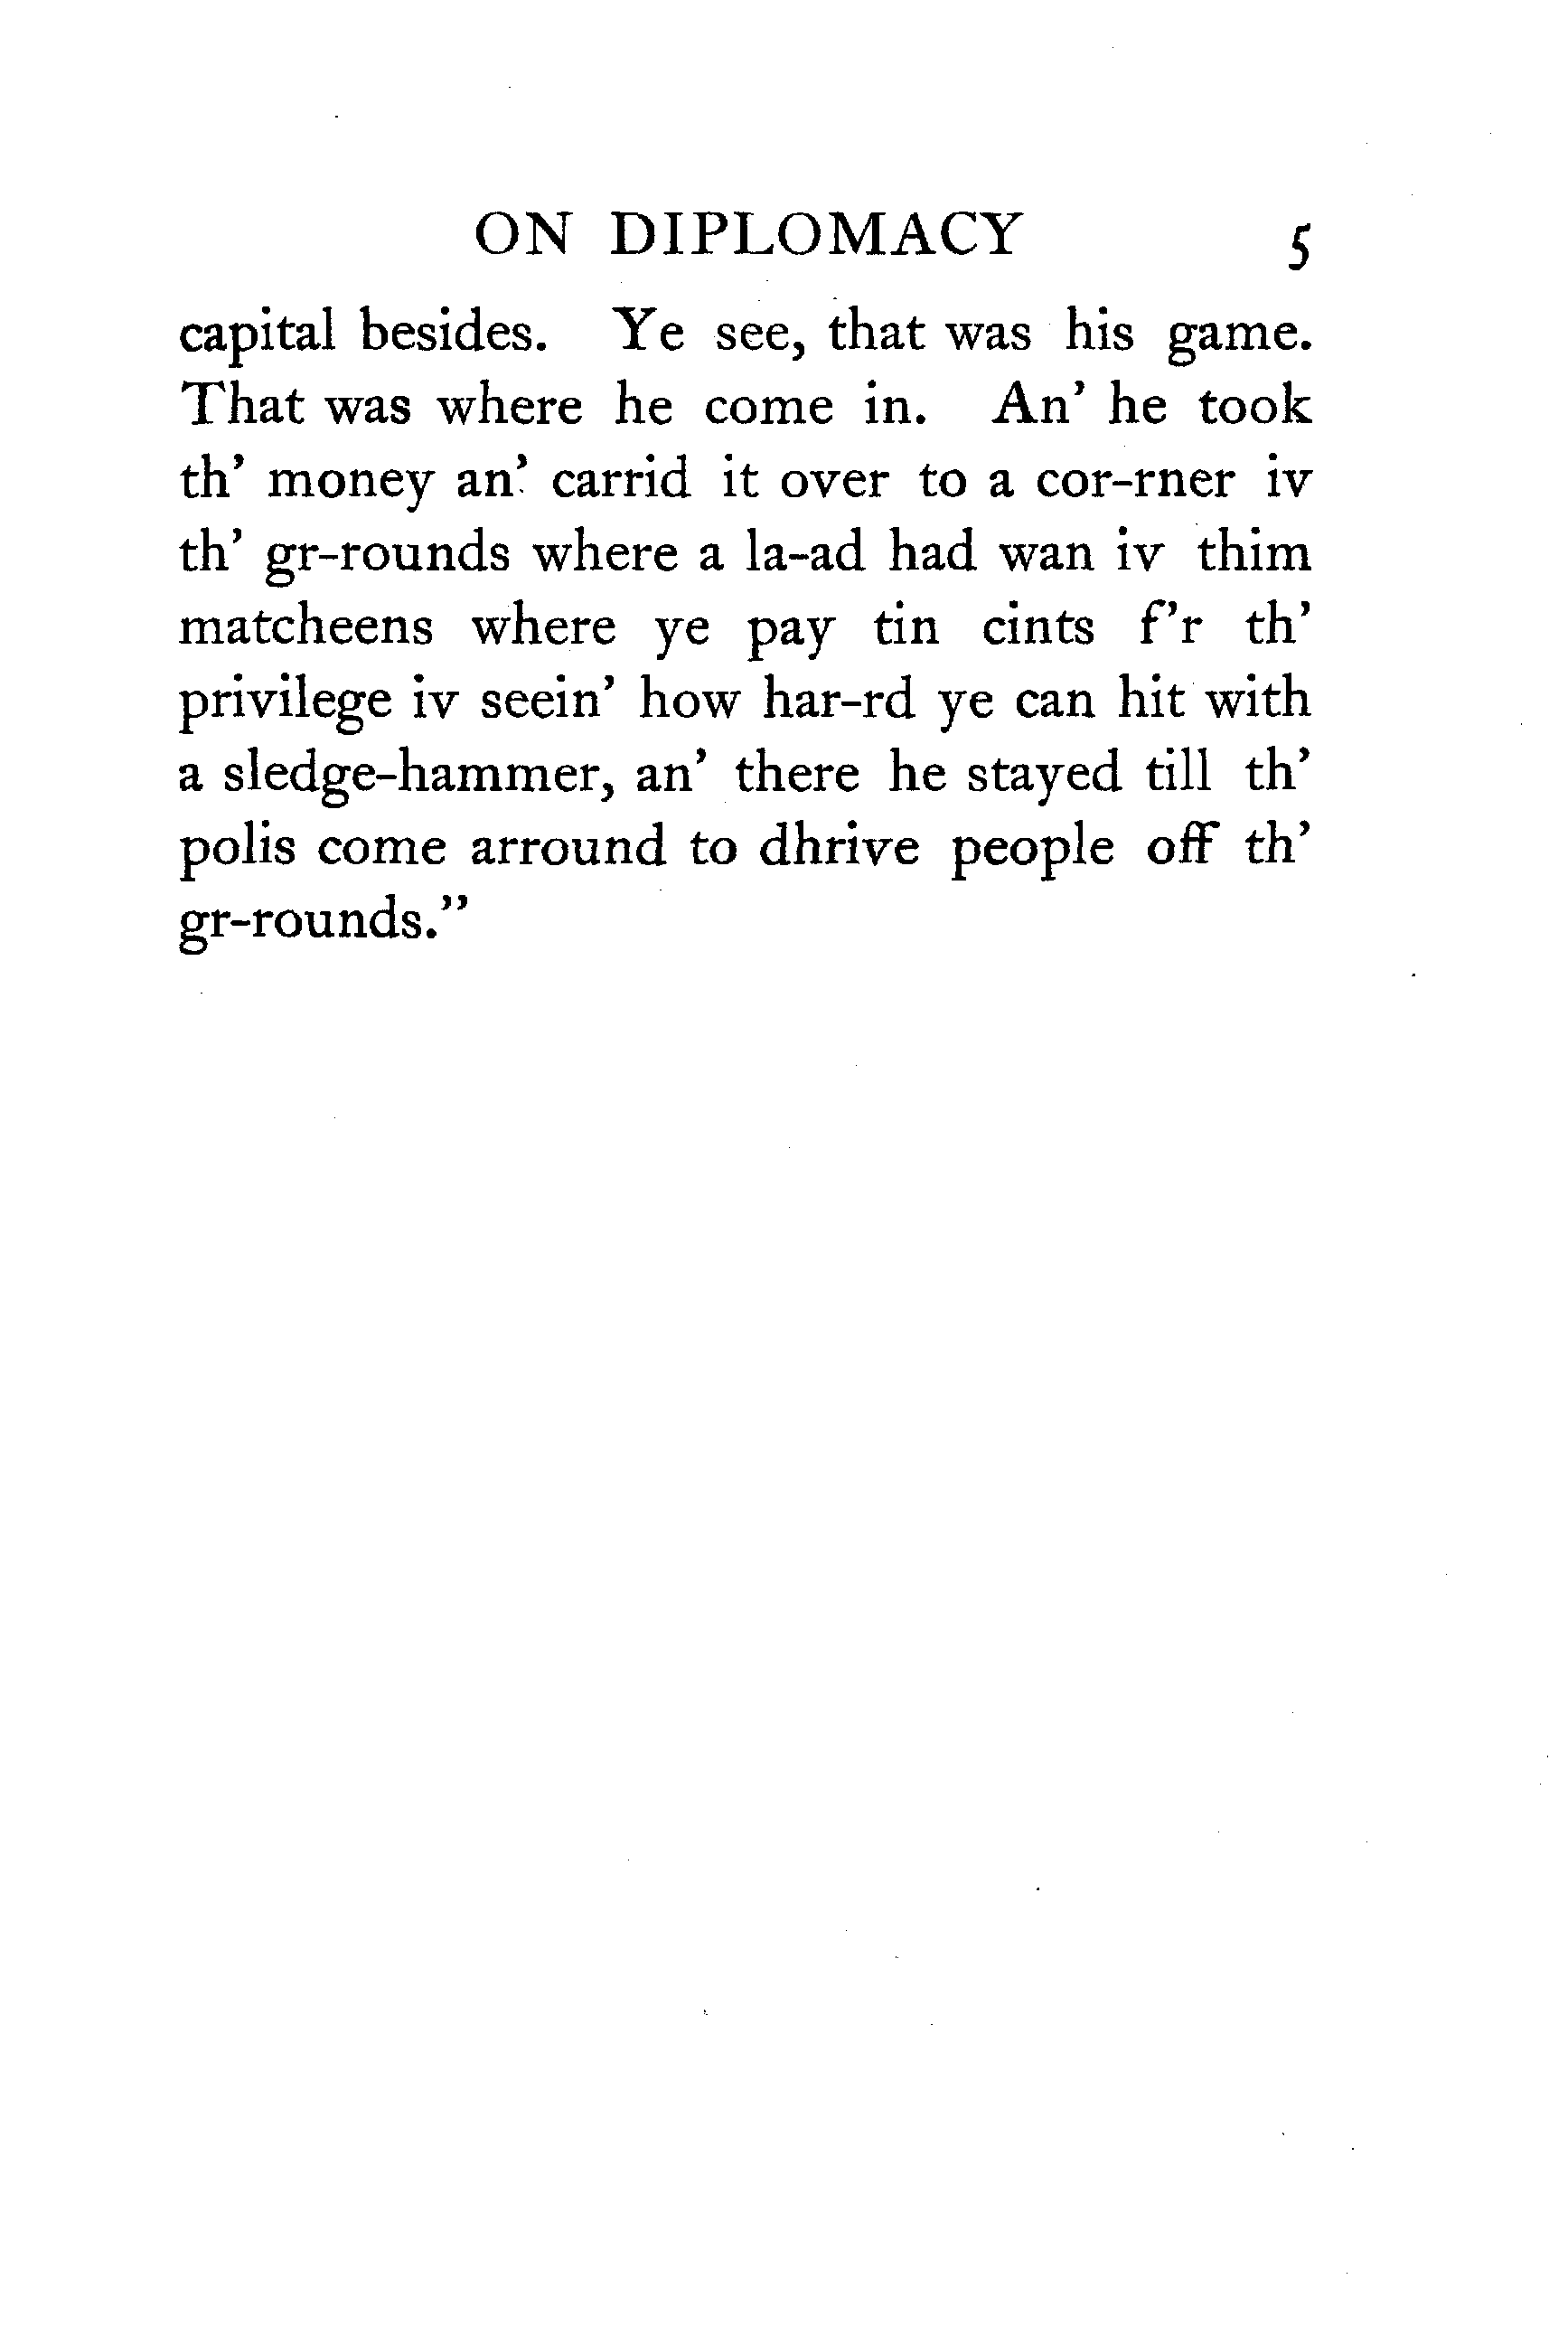 ON DIPLOMACY 5
capital besides. Ye see, that was his game.
That was where he come in. An' he took
th' money an' carrid it over to a cor-rner iv
th' gr-rounds where a la-ad had wan iv thim
matcheens where ye pay tin cints f'r th'
privilege iv seein' how har-rd ye can hit with
a sledge-hammer, an' there he stayed till th'
polis come arround to dhrive people off th'
gr-rounds."